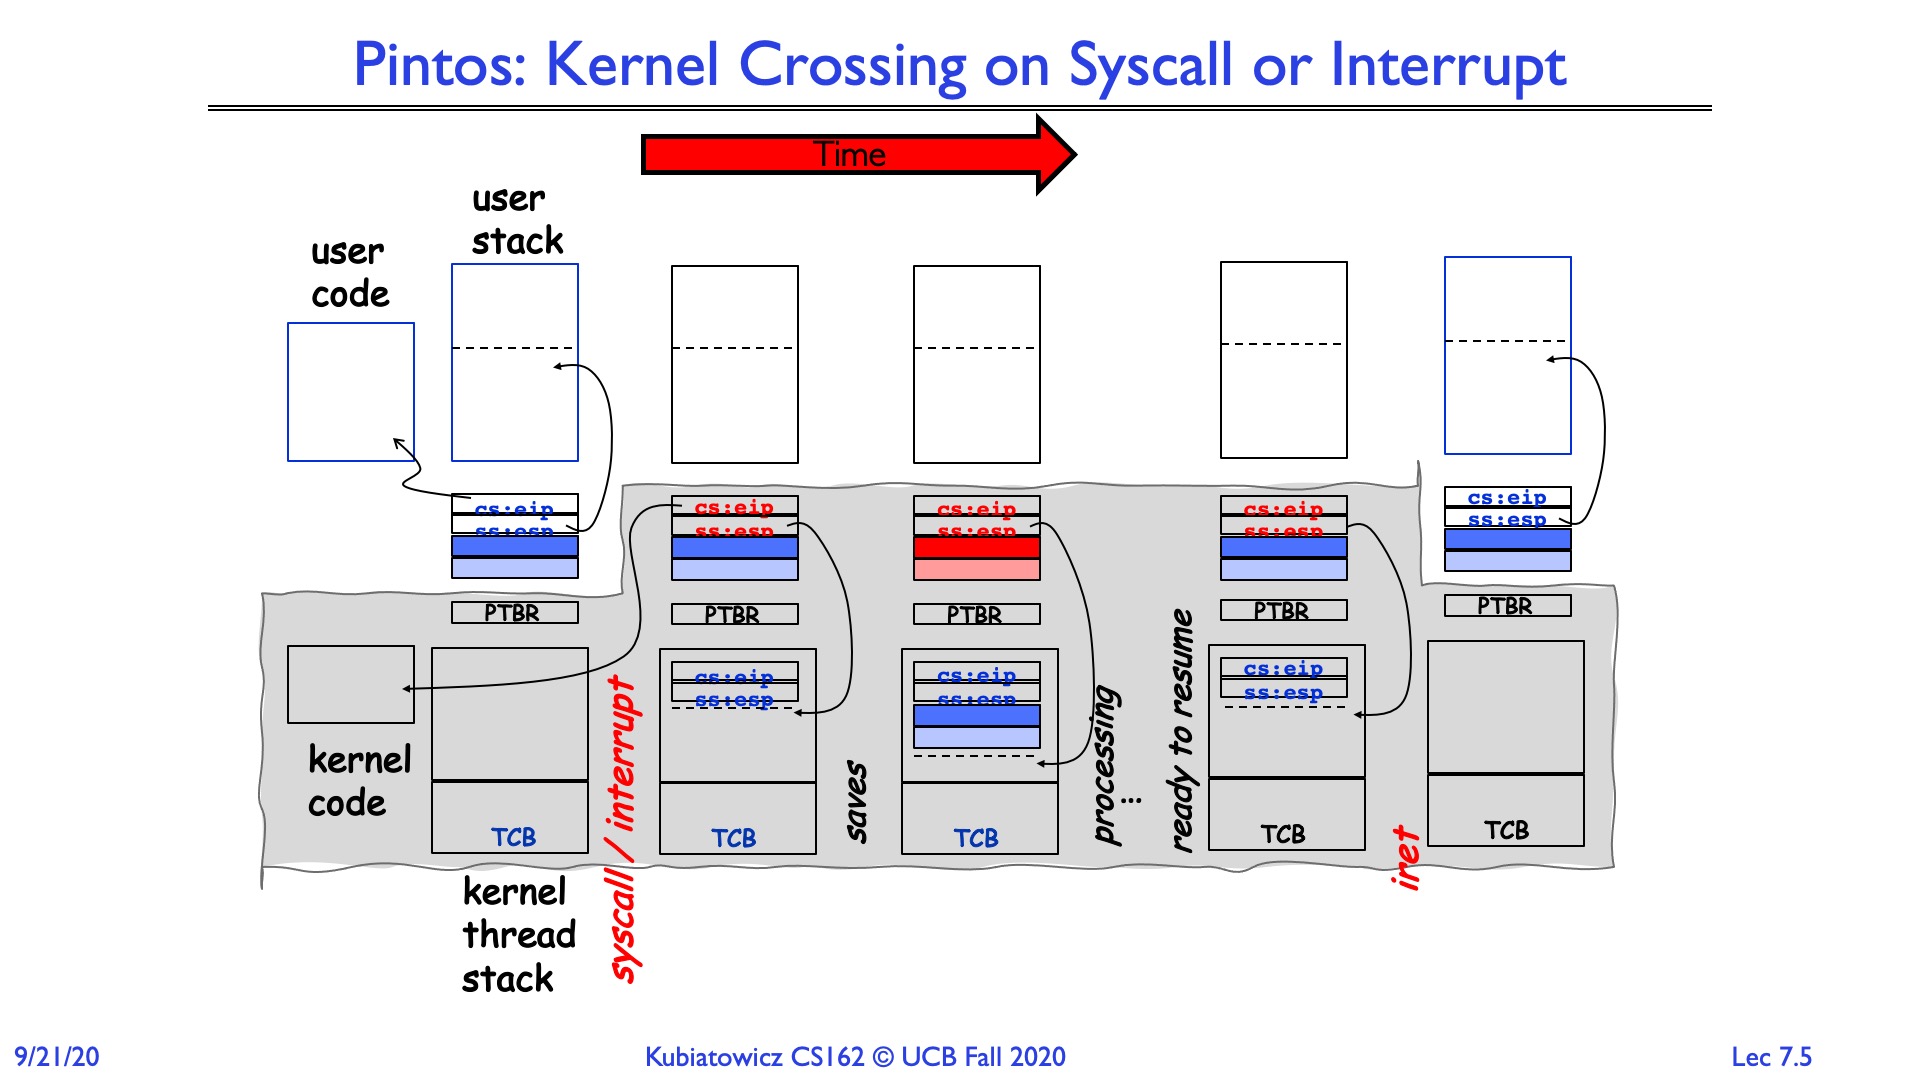 Pintos: Kernel Crossing on Syscall or Interrupt
Time
user
stack
user
code
cs:eip
ss:esp
PTBR
cs:eip
ss:esp
PTBR
cs:eip
ss:esp
PTBR
cs:eip
ss:esp
PTBR
cs:eip
ss:esp
PTBR
kernel
code
TCB
kernel
thread
stack
syscall / interrupt
cs:eip
ss:esp
TCB
saves
cs:eip
ss:esp
TCB
processing
...
ready to resume
cs:eip
ss:esp
TCB
iret
TCB
9/21/20
Kubiatowicz CS162 © UCB Fall 2020
Lec 7.5